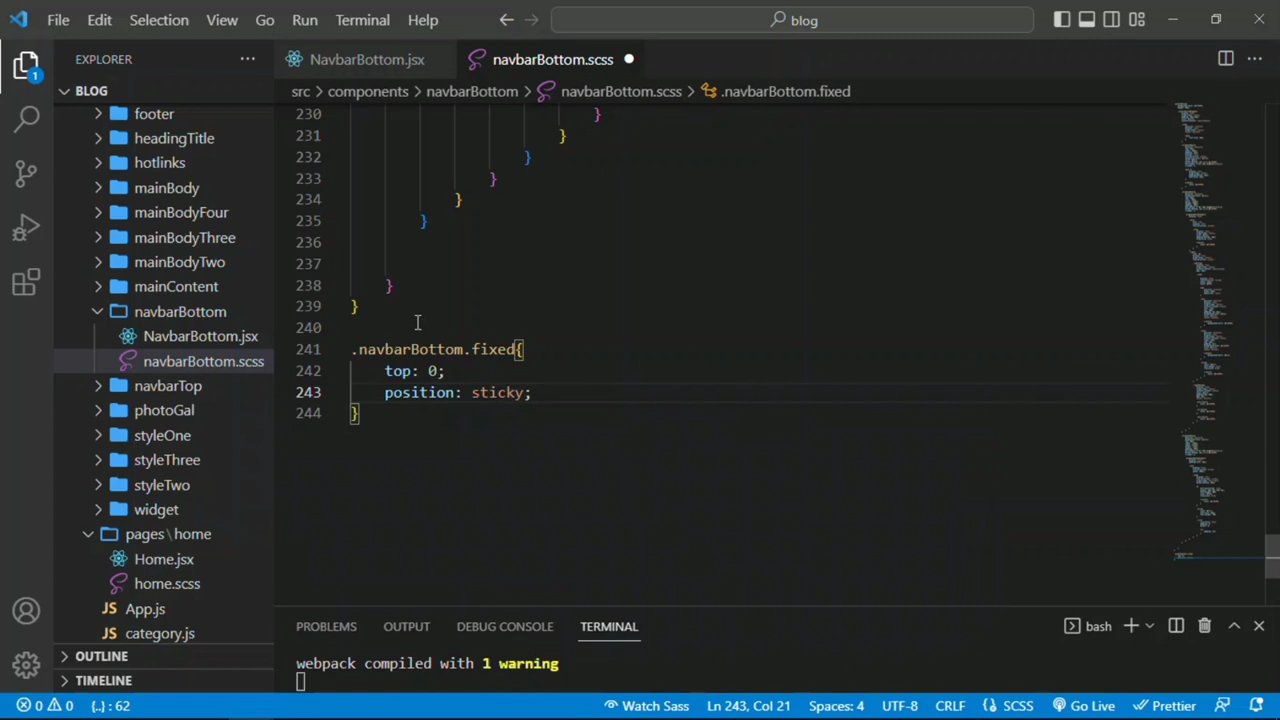 File Edit Selection View Go Run Terminal Help
blog
EXPLORER
BLOG
footer
headingTitle
hotlinks
mainBody
mainBodyFour
mainBodyThree
mainBodyTwo
mainContent
navbarBottom
NavbarBottom.jsx
navbarBottom.scss
navbarTop
photoGal
styleOne
styleThree
styleTwo
widget
pages\home
Home.jsx
home.scss
JS App.js
JS category.js
OUTLINE
TIMELINE
1
NavbarBottom.jsx navbarBottom.scss
src > components > navbarBottom > navbarBottom.scss > .navbarBottom.fixed
230 }
231 }
232 }
233 }
234 }
235 }
236
237
238 }
239 }
240
241 .navbarBottom.fixed{
242 top: 0;
243 position: sticky;
244 }
PROBLEMS OUTPUT DEBUG CONSOLE TERMINAL
bash
webpack compiled with 1 warning
0 0 {..} : 62 Watch Sass Ln 243, Col 21 Spaces: 4 UTF-8 CRLF SCSS Go Live Prettier